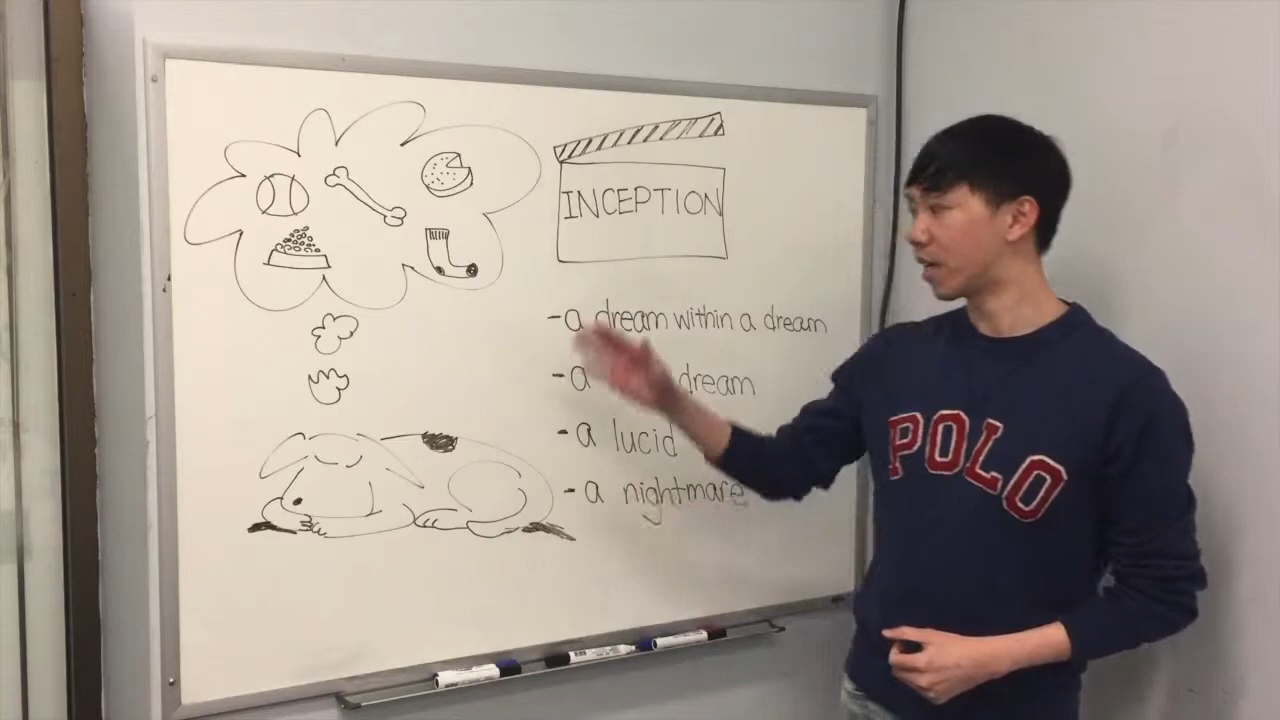 INCEPTION
-a dream within a dream
-a dream
-a lucid
-a nightmare
POLO